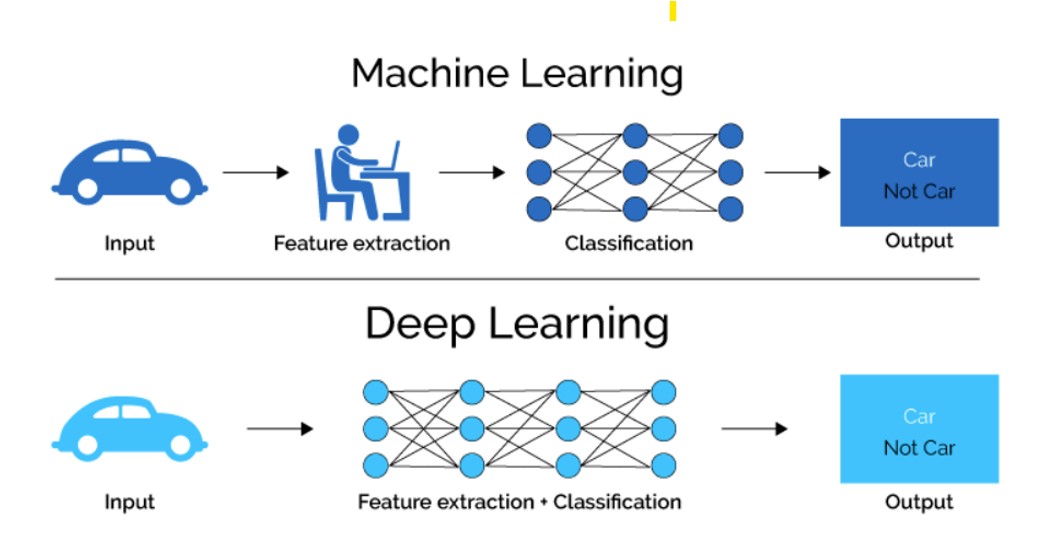 Machine Learning
Car
Not Car
Input
Feature extraction
Classification
Output
Deep Learning
Car
Not Car
Input
Feature extraction + Classification
Output